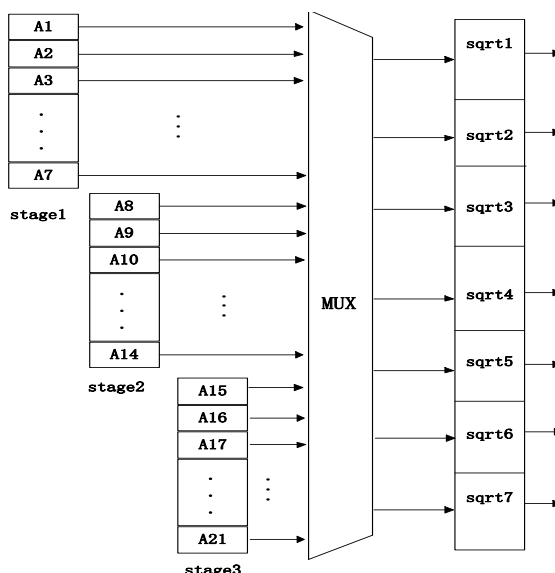 A1
A2
A3
A7
stage1
A8
A9
A10
A14
stage2
A15
A16
A17
A21
stage3
MUX
sqrt1
sqrt2
sqrt3
sqrt4
sqrt5
sqrt6
sqrt7